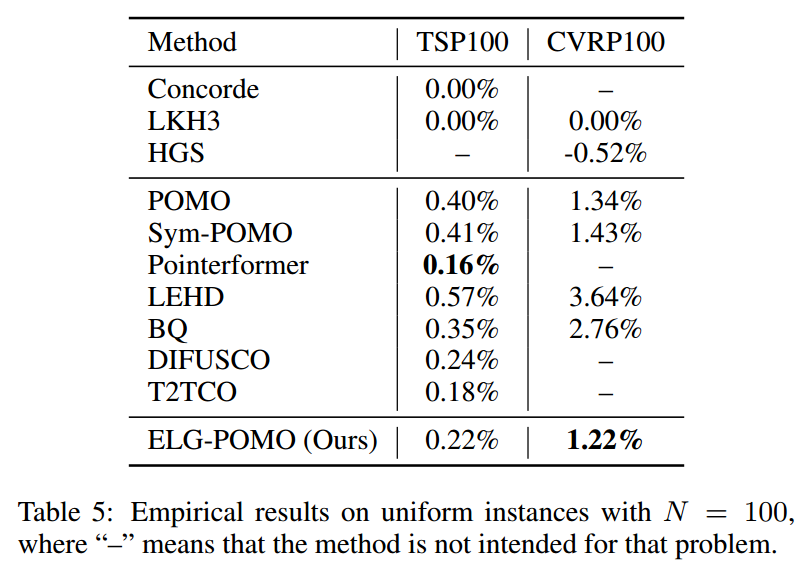 Method TSP100 CVRP100
Concorde 0.00% –
LKH3 0.00% 0.00%
HGS – -0.52%
POMO 0.40% 1.34%
Sym-POMO 0.41% 1.43%
Pointerformer 0.16% –
LEHD 0.57% 3.64%
BQ 0.35% 2.76%
DIFUSCO 0.24% –
T2TCO 0.18% –
ELG-POMO (Ours) 0.22% 1.22%
Table 5: Empirical results on uniform instances with N = 100,
where “–” means that the method is not intended for that problem.